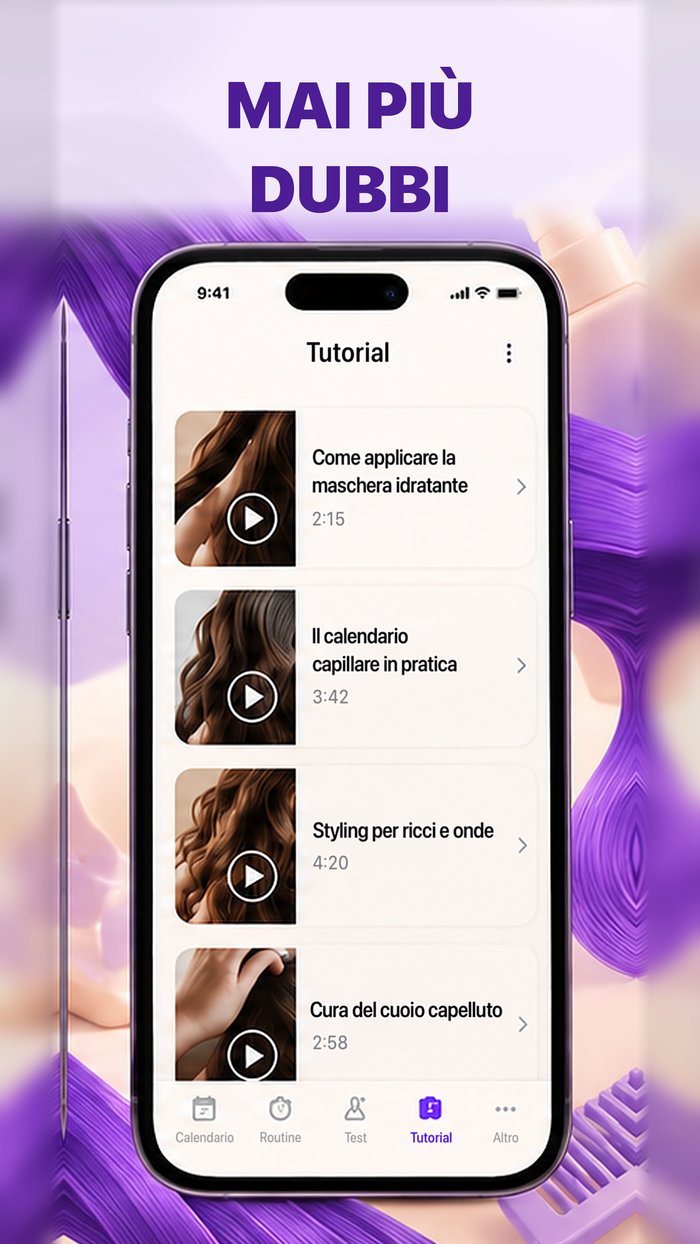 MAI PIÙ
DUBBI
9:41
Tutorial
Come applicare la
maschera idratante
2:15
Il calendario
capillare in pratica
3:42
Styling per ricci e onde
4:20
Cura del cuoio capelluto
2:58
Calendario Routine Test Tutorial Altro